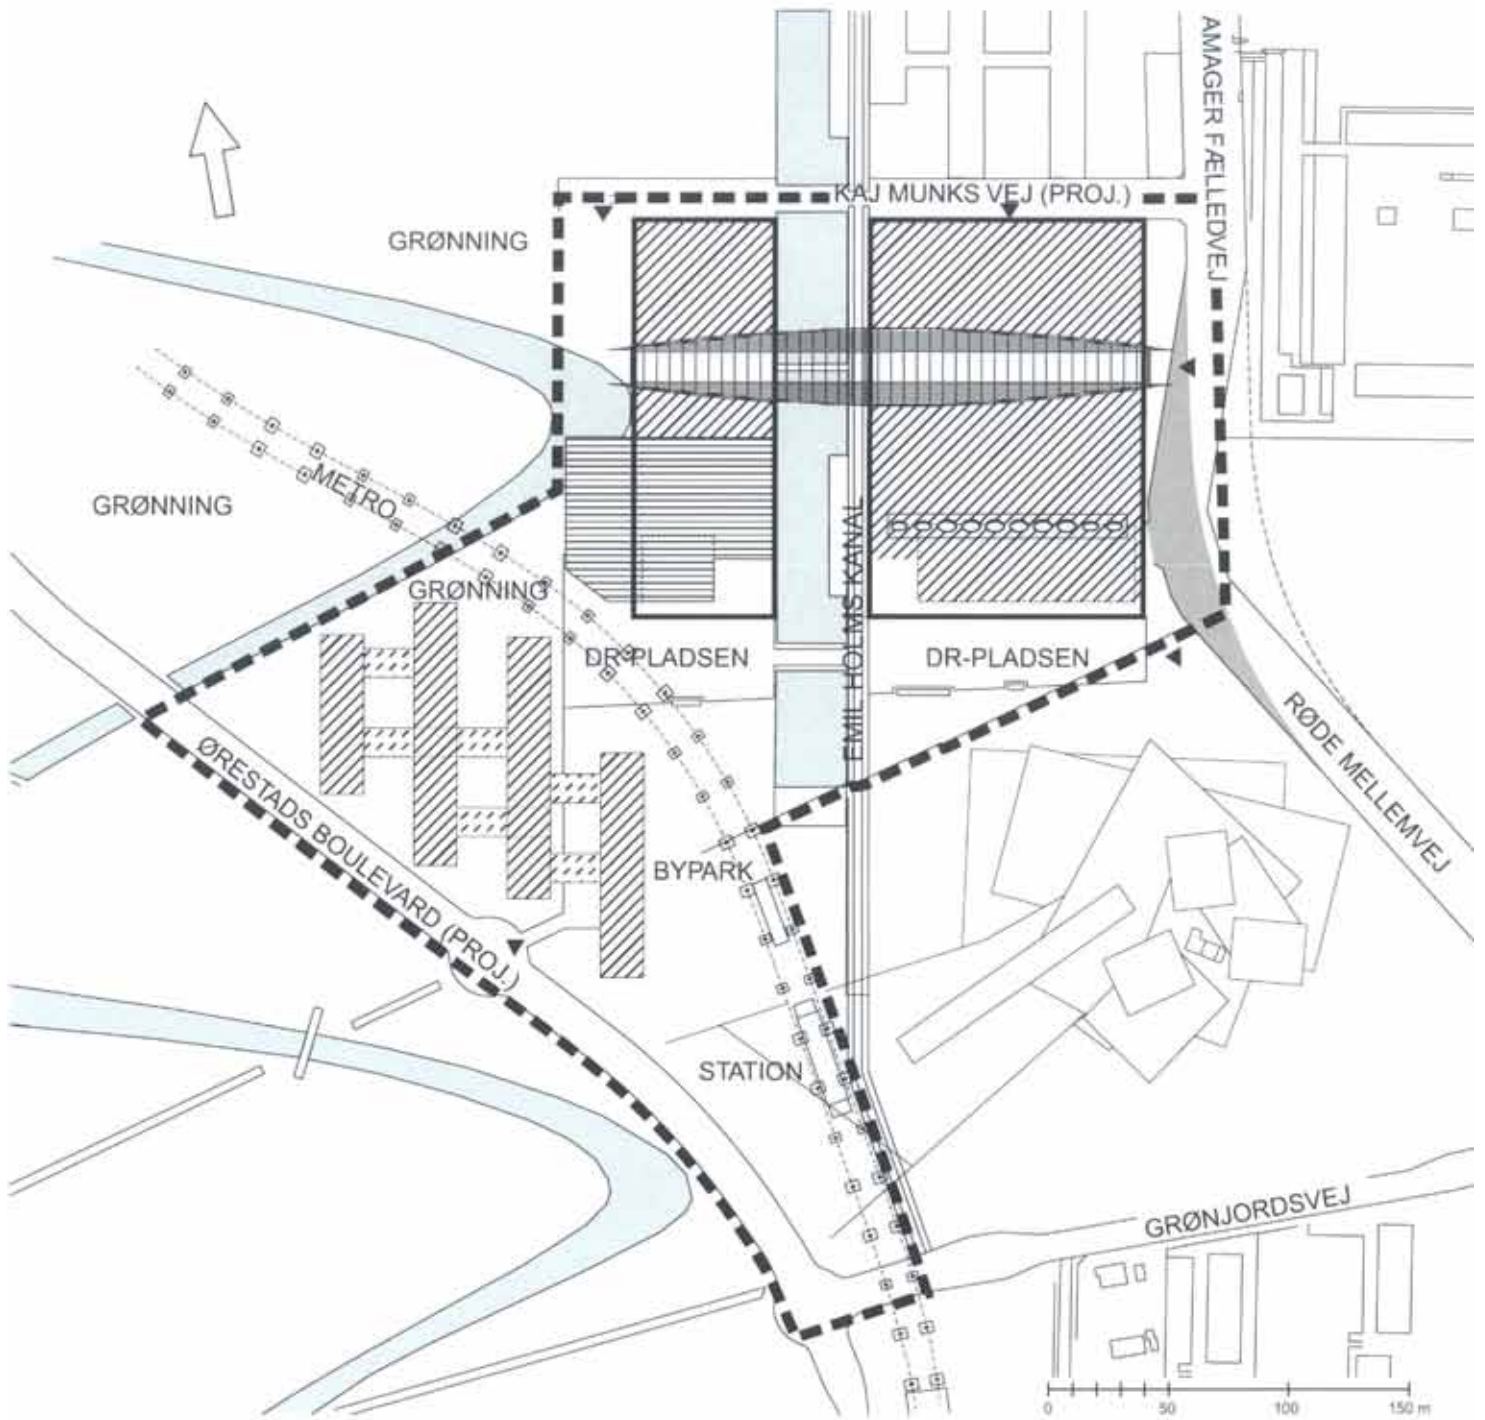 AMAGER FÆLLEDVEJ
KAJ MUNKS VEJ (PROJ.)
GRØNNING
METRO
GRØNNING
GRØNNING
EMIL HOLMS KANAL
DR-PLADSEN
DR-PLADSEN
RØDE MELLEMVEJ
ØRESTADS BOULEVARD (PROJ.)
BYPARK
STATION
GRØNJORDSVEJ
0 50 100 150 m